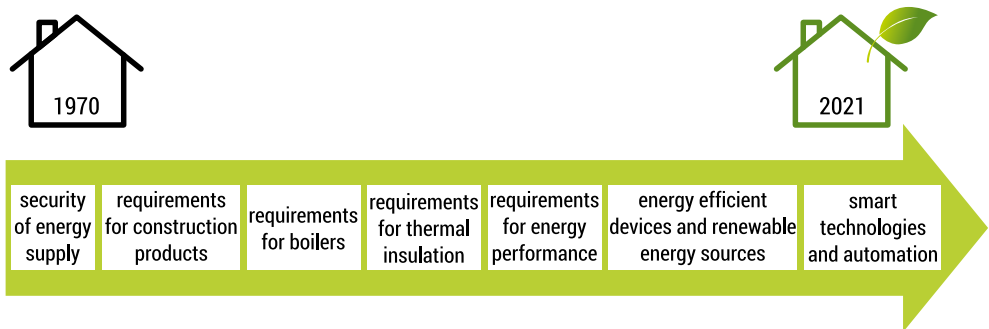 1970
2021
security
of energy
supply
requirements
for construction
products
requirements
for boilers
requirements
for thermal
insulation
requirements
for energy
performance
energy efficient
devices and renewable
energy sources
smart
technologies
and automation